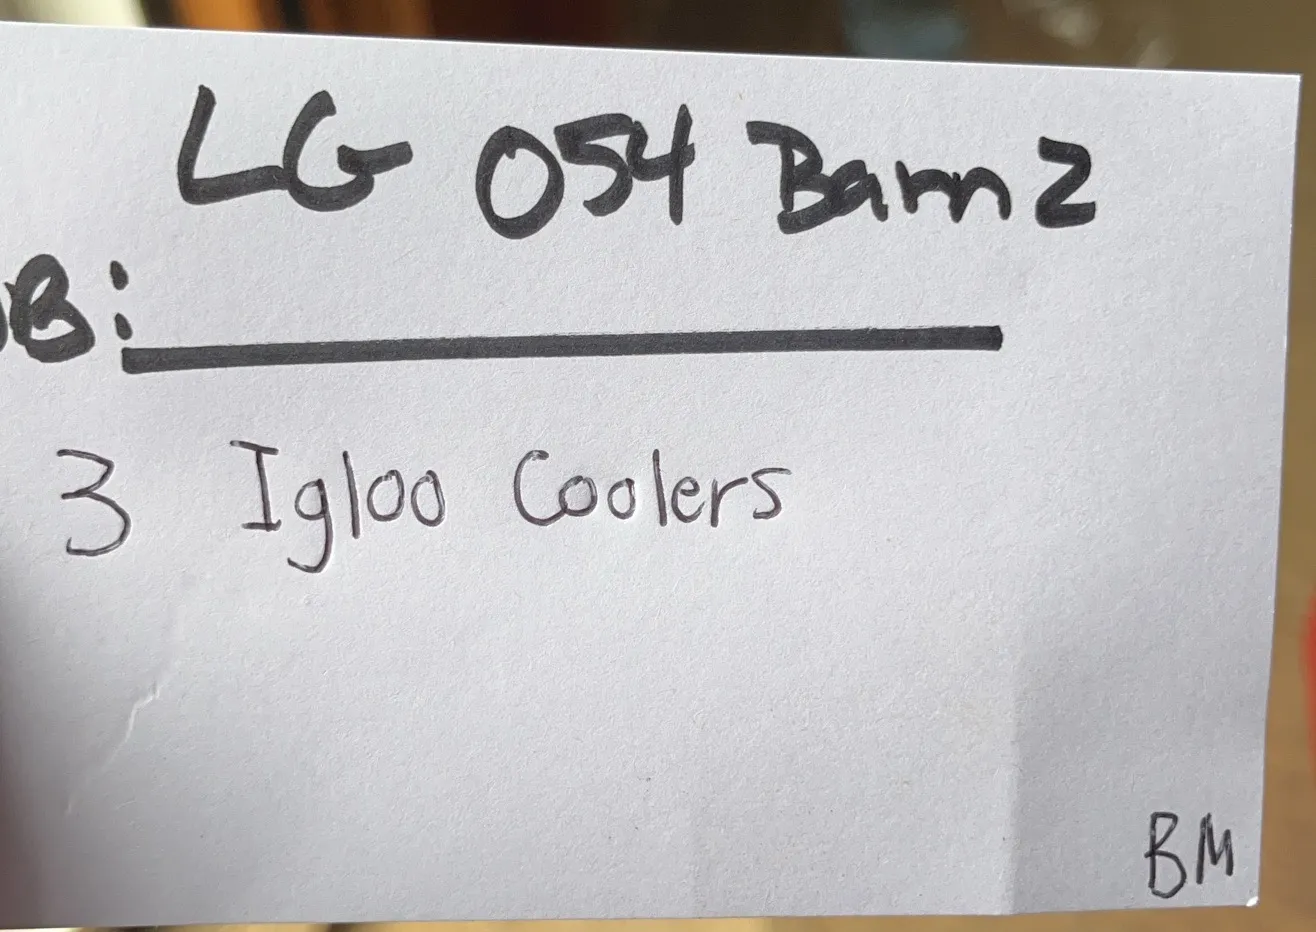 LG 054 Barn 2
B:
3 Igloo Coolers
BM